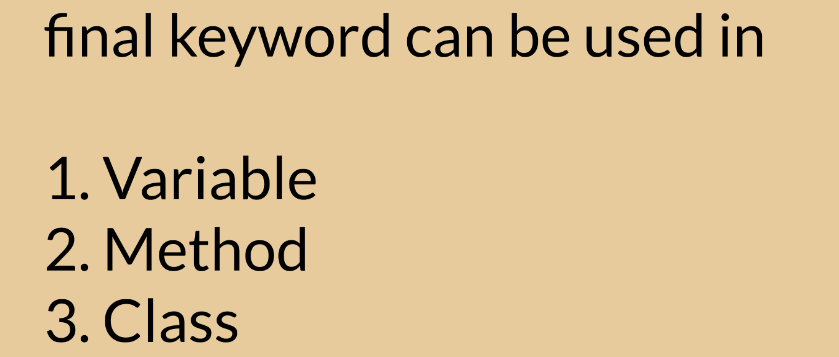 final keyword can be used in
1. Variable
2. Method
3. Class